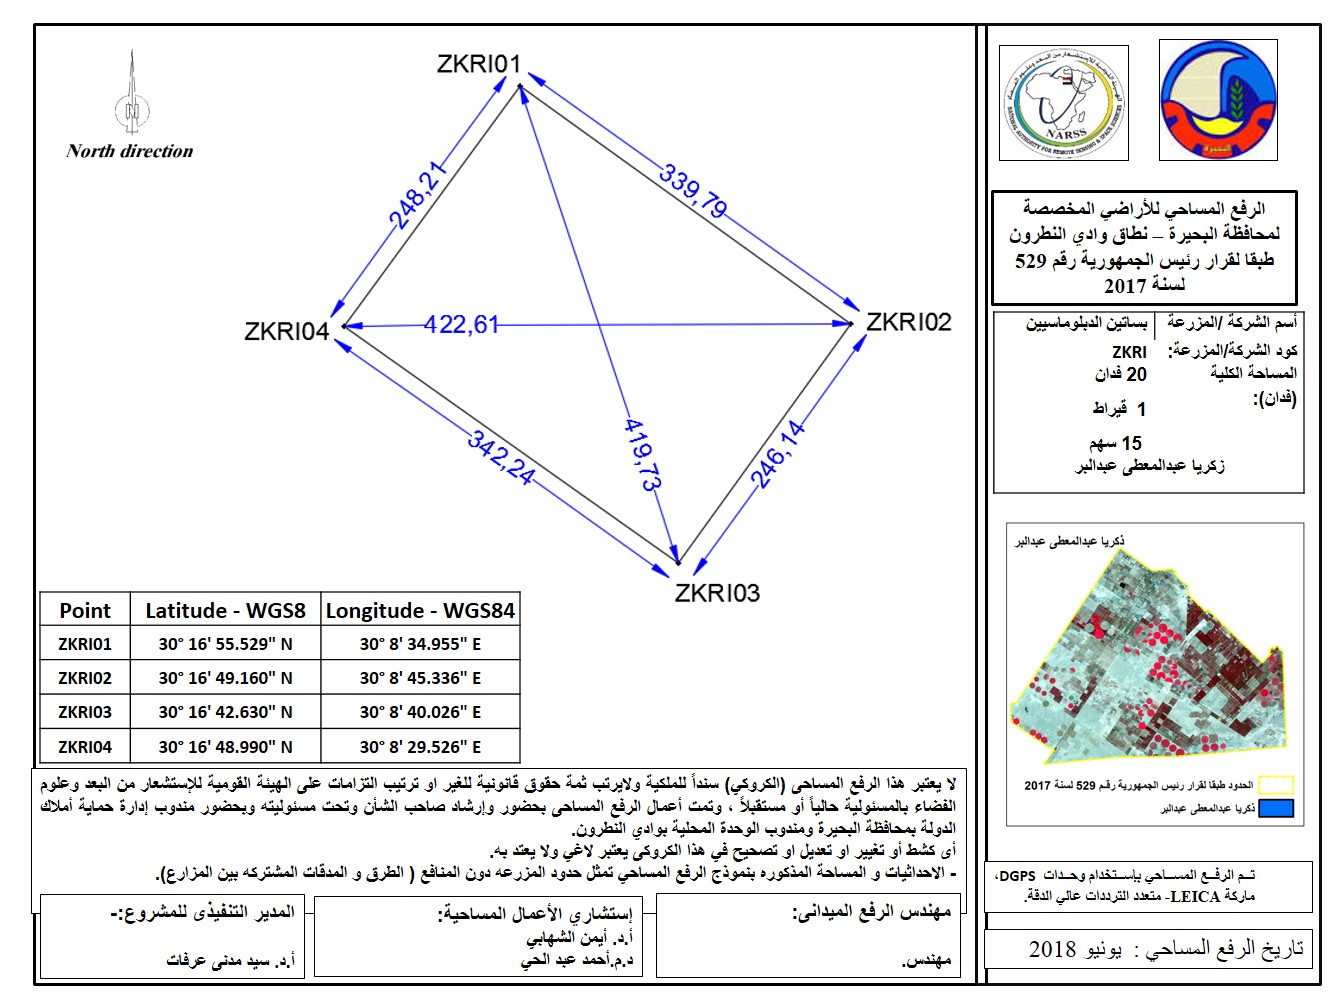 North direction
ZKRI01
ZKRI02
ZKRI03
ZKRI04
248,21
339,79
422,61
419,73
342,24
246,14
Point Latitude - WGS8 Longitude - WGS84
ZKRI01 30° 16' 55.529" N 30° 8' 34.955" E
ZKRI02 30° 16' 49.160" N 30° 8' 45.336" E
ZKRI03 30° 16' 42.630" N 30° 8' 40.026" E
ZKRI04 30° 16' 48.990" N 30° 8' 29.526" E
NARSS
NATIONAL AUTHORITY FOR REMOTE SENSING & SPACE SCIENCES
البحيرة
الرفع المساحي للأراضي المخصصة
لمحافظة البحيرة – نطاق وادي النطرون
طبقا لقرار رئيس الجمهورية رقم 529
لسنة 2017
أسم الشركة /المزرعة بساتين الدبلوماسيين
كود الشركة/المزرعة: ZKRI
المساحة الكلية 20 فدان
(فدان):
1 قيراط
15 سهم
زكريا عبدالمعطى عبدالبر
ذكريا عبدالمعطى عبدالبر
الحدود طبقا لقرار رئيس الجمهورية رقم 529 لسنة 2017
ذكريا عبدالمعطى عبدالبر
لا يعتبر هذا الرفع المساحى (الكروكي) سنداً للملكية ولايرتب ثمة حقوق قانونية للغير او ترتيب التزامات على الهيئة القومية للإستشعار من البعد وعلوم
الفضاء بالمسئولية حالياً أو مستقبلاً ، وتمت أعمال الرفع المساحى بحضور وإرشاد صاحب الشأن وتحت مسئوليته وبحضور مندوب إدارة حماية أملاك
الدولة بمحافظة البحيرة ومندوب الوحدة المحلية بوادي النطرون.
أى كشط أو تغيير او تعديل او تصحيح في هذا الكروكى يعتبر لاغي ولا يعتد به.
- الاحداثيات و المساحة المذكوره بنموذج الرفع المساحي تمثل حدود المزرعه دون المنافع ( الطرق و المدقات المشتركه بين المزارع).
تـم الرفـع المسـاحي بإسـتخدام وحـدات DGPS،
ماركة LEICA- متعدد الترددات عالي الدقة.
تاريخ الرفع المساحي : يونيو 2018
مهندس الرفع الميدانى:
مهندس.
إستشاري الأعمال المساحية:
أ.د. أيمن الشهابي
د.م.أحمد عبد الحي
المدير التنفيذى للمشروع:-
أ.د. سيد مدنى عرفات